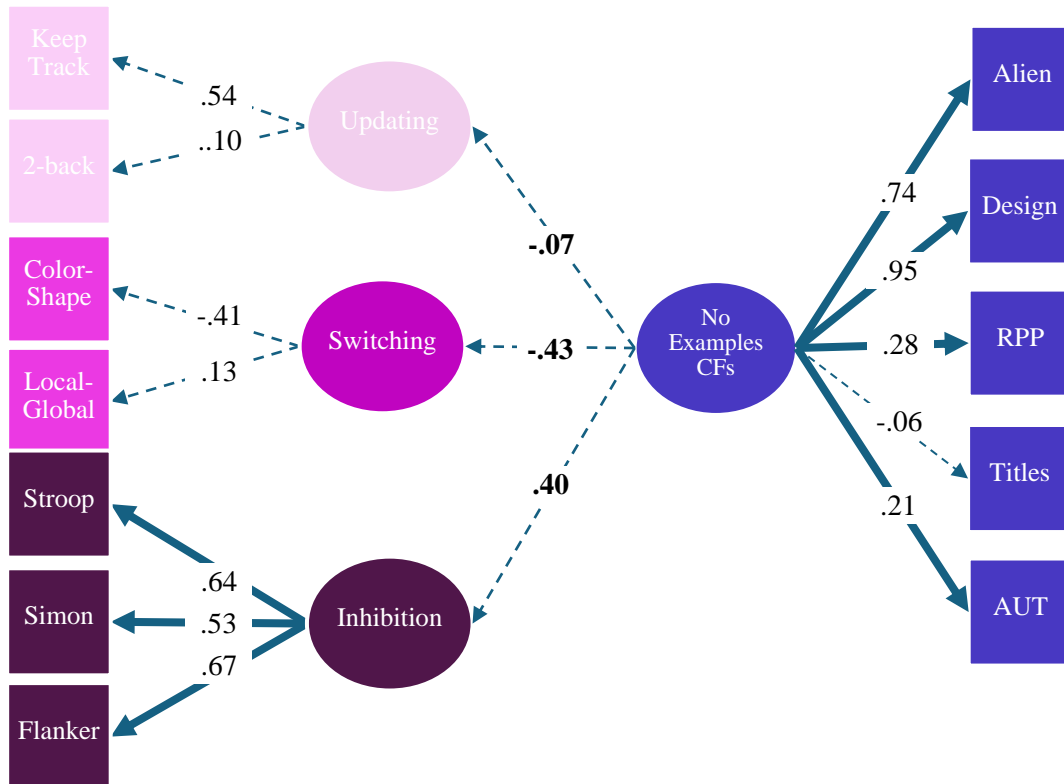 Keep
Track
2-back
Color-
Shape
Local-
Global
Stroop
Simon
Flanker
.54
..10
-.41
.13
.64
.53
.67
Updating
Switching
Inhibition
-.07
-.43
.40
No
Examples
CFs
.74
.95
.28
-.06
.21
Alien
Design
RPP
Titles
AUT